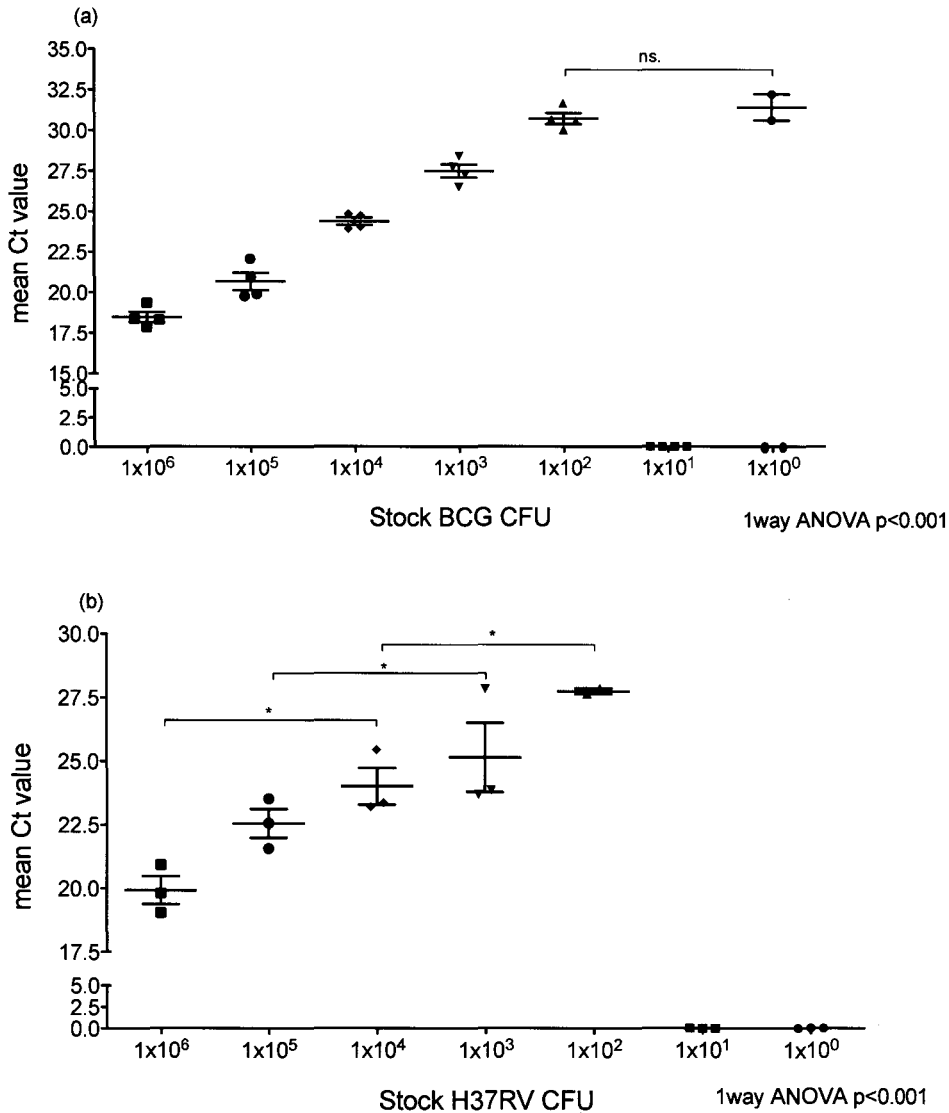 (a)
ns.
35.0
32.5
30.0
27.5
25.0
22.5
20.0
17.5
15.0
5.0
2.5
0.0
mean Ct value
1x10⁶ 1x10⁵ 1x10⁴ 1x10³ 1x10² 1x10¹ 1x10⁰
Stock BCG CFU
1way ANOVA p<0.001
(b)
*
*
*
30.0
27.5
25.0
22.5
20.0
17.5
5.0
2.5
0.0
mean Ct value
1x10⁶ 1x10⁵ 1x10⁴ 1x10³ 1x10² 1x10¹ 1x10⁰
Stock H37RV CFU
1way ANOVA p<0.001